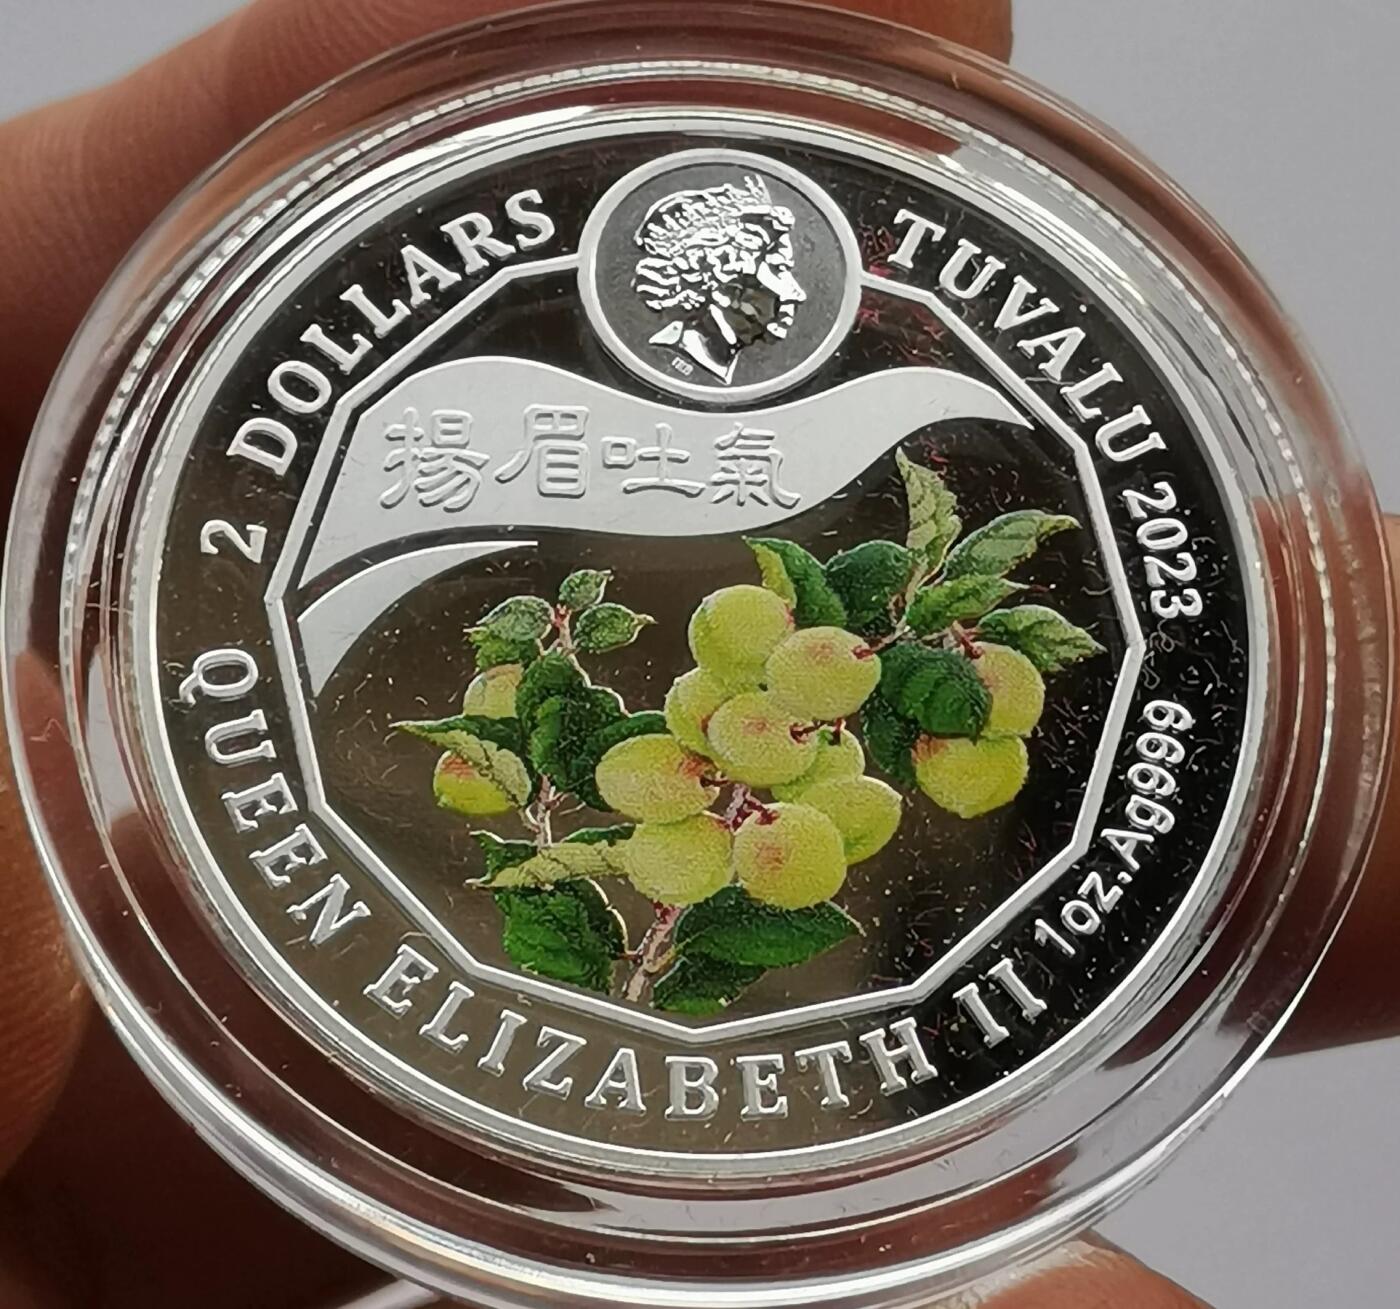 2 DOLLARS
TUVALU 2023
揚眉吐氣
QUEEN ELIZABETH II
1oz.Ag999